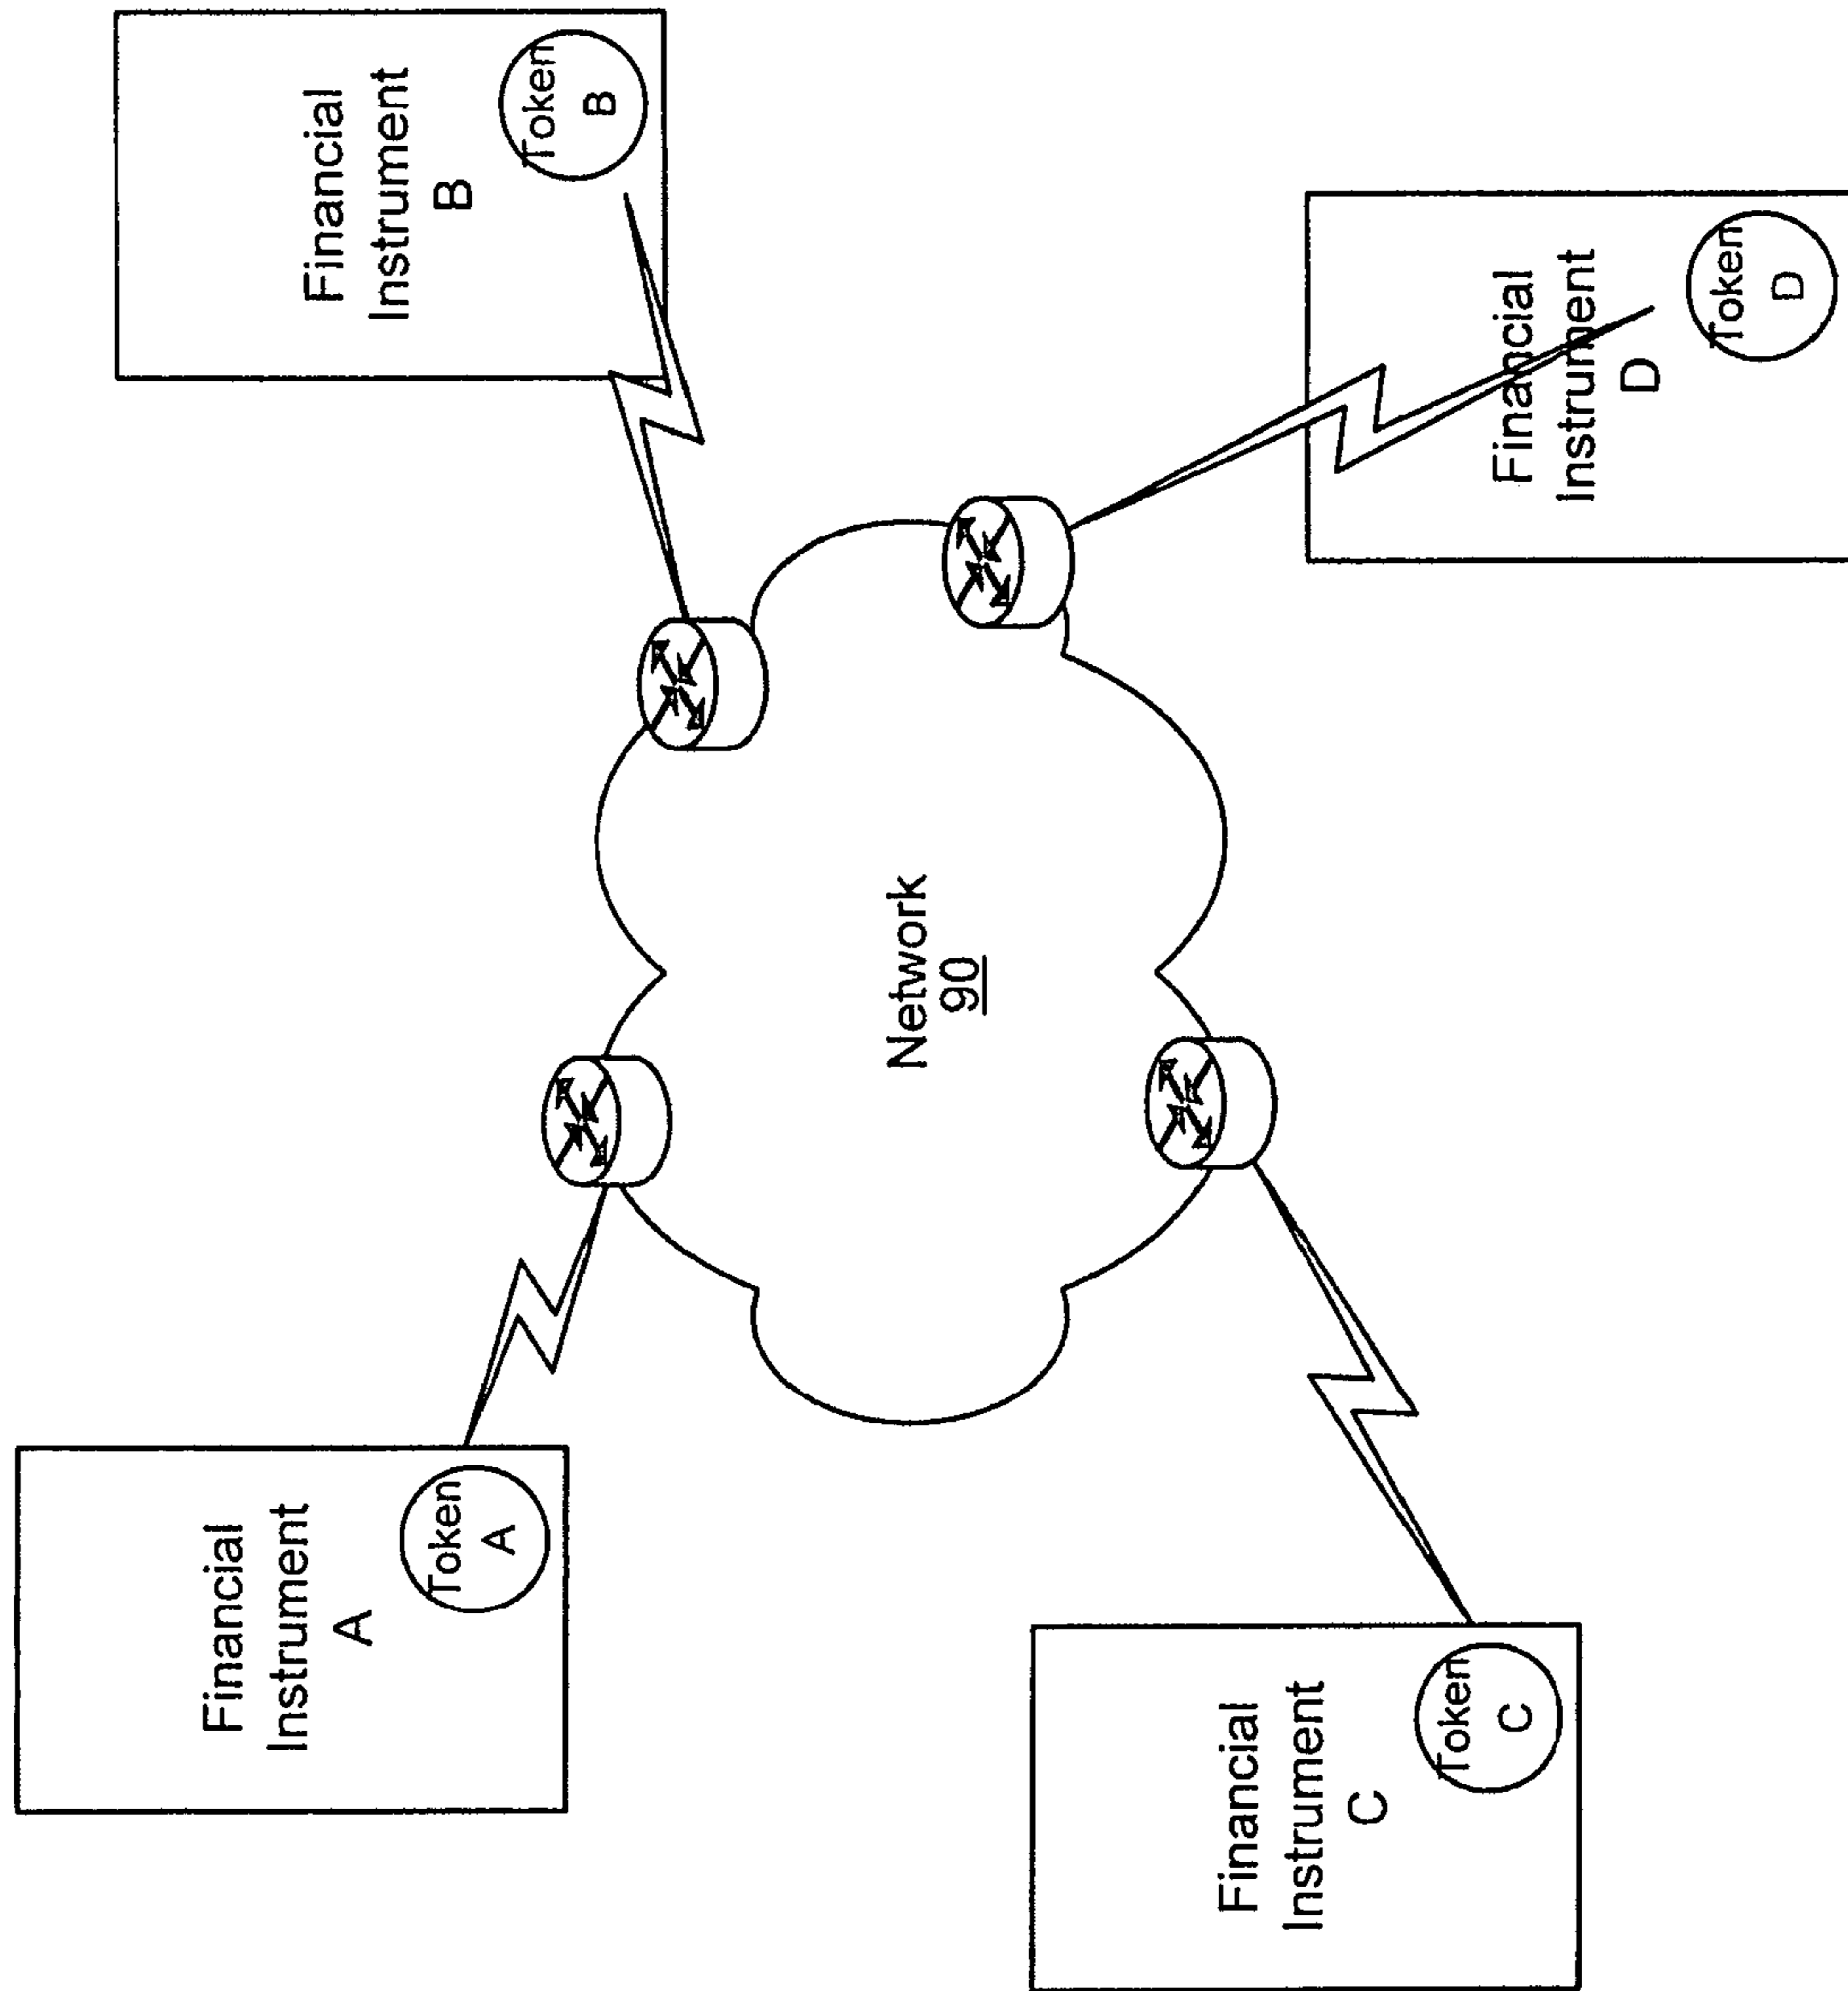 Financial
Instrument
A
Token
A
Financial
Instrument
B
Token
B
Network
90
Financial
Instrument
C
Token
C
Financial
Instrument
D
Token
D